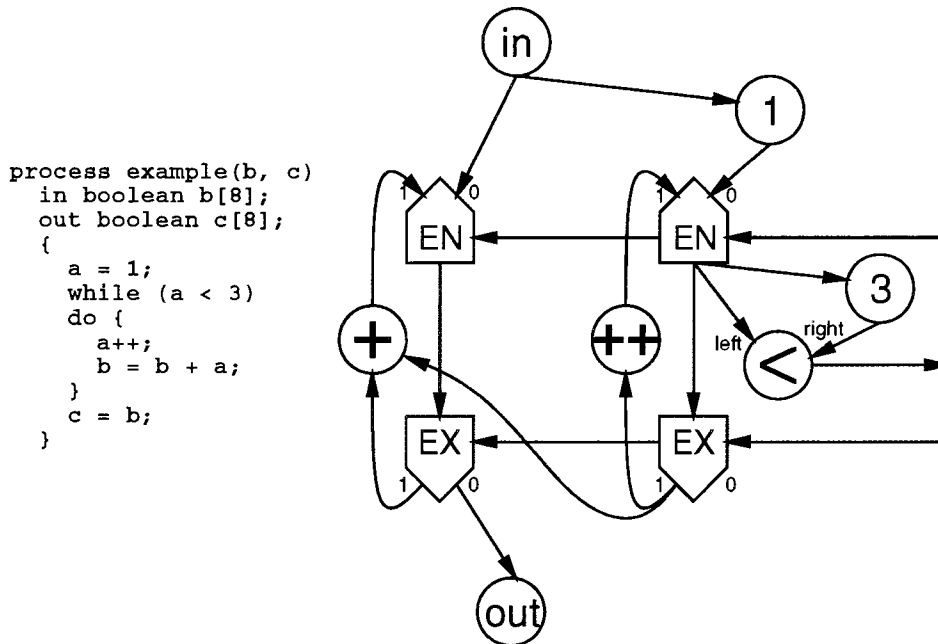 process example(b, c)
in boolean b[8];
out boolean c[8];
{
a = 1;
while (a < 3)
do {
a++;
b = b + a;
}
c = b;
}
in
1
1
0
EN
1
0
EN
3
+
++
left
right
<
EX
1
0
EX
1
0
out